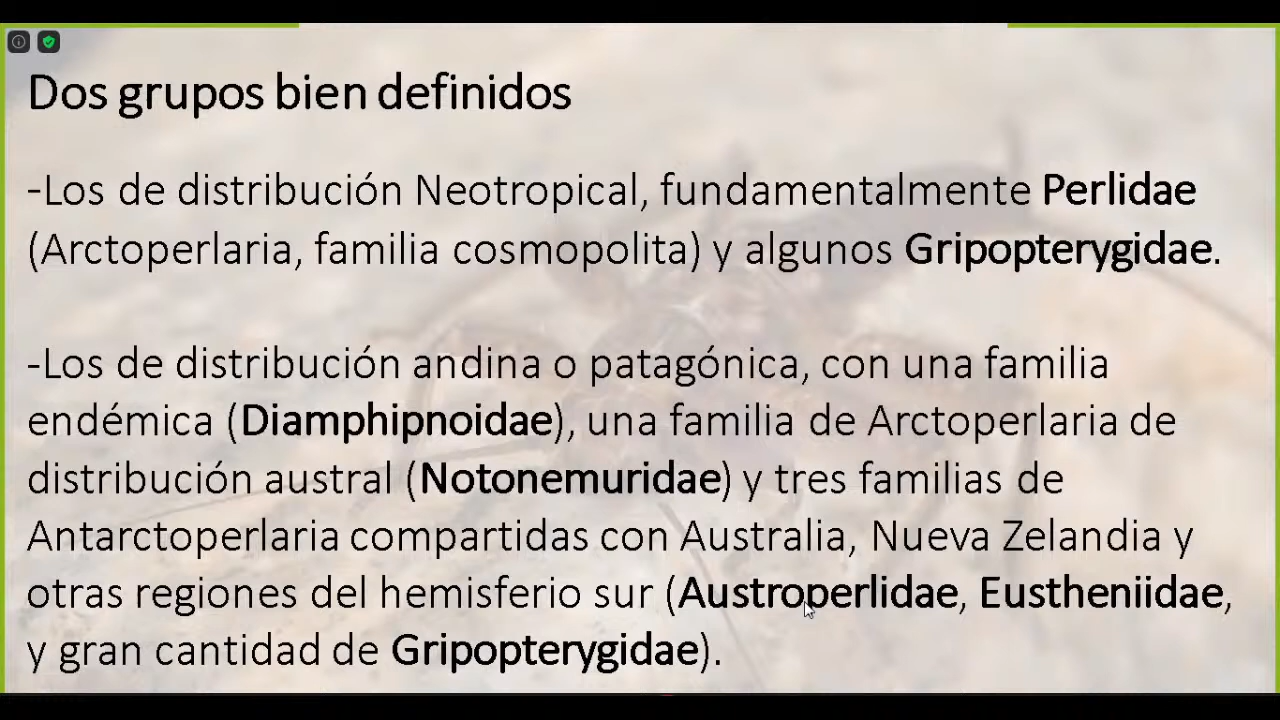 Dos grupos bien definidos
-Los de distribución Neotropical, fundamentalmente Perlidae
(Arctoperlaria, familia cosmopolita) y algunos Gripopterygidae.
-Los de distribución andina o patagónica, con una familia
endémica (Diamphipnoidae), una familia de Arctoperlaria de
distribución austral (Notonemuridae) y tres familias de
Antarctoperlaria compartidas con Australia, Nueva Zelandia y
otras regiones del hemisferio sur (Austroperlidae, Eustheniidae,
y gran cantidad de Gripopterygidae).